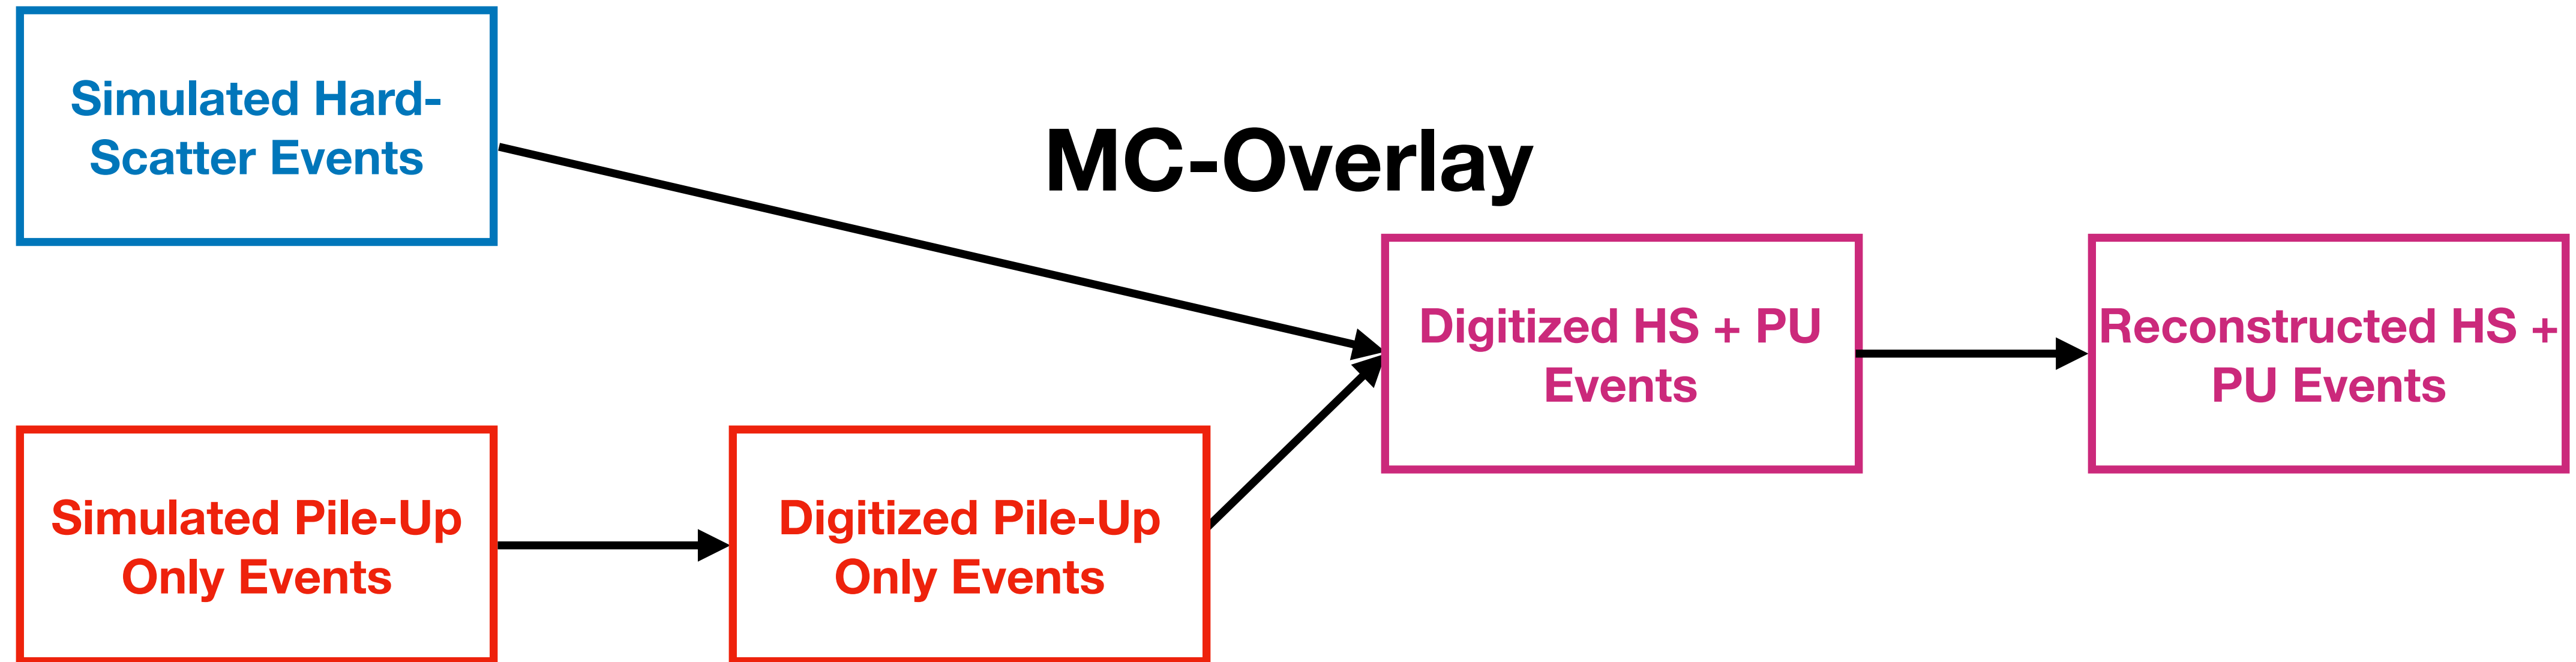 Simulated Hard-
Scatter Events
MC-Overlay
Digitized HS + PU
Events
Reconstructed HS +
PU Events
Simulated Pile-Up
Only Events
Digitized Pile-Up
Only Events